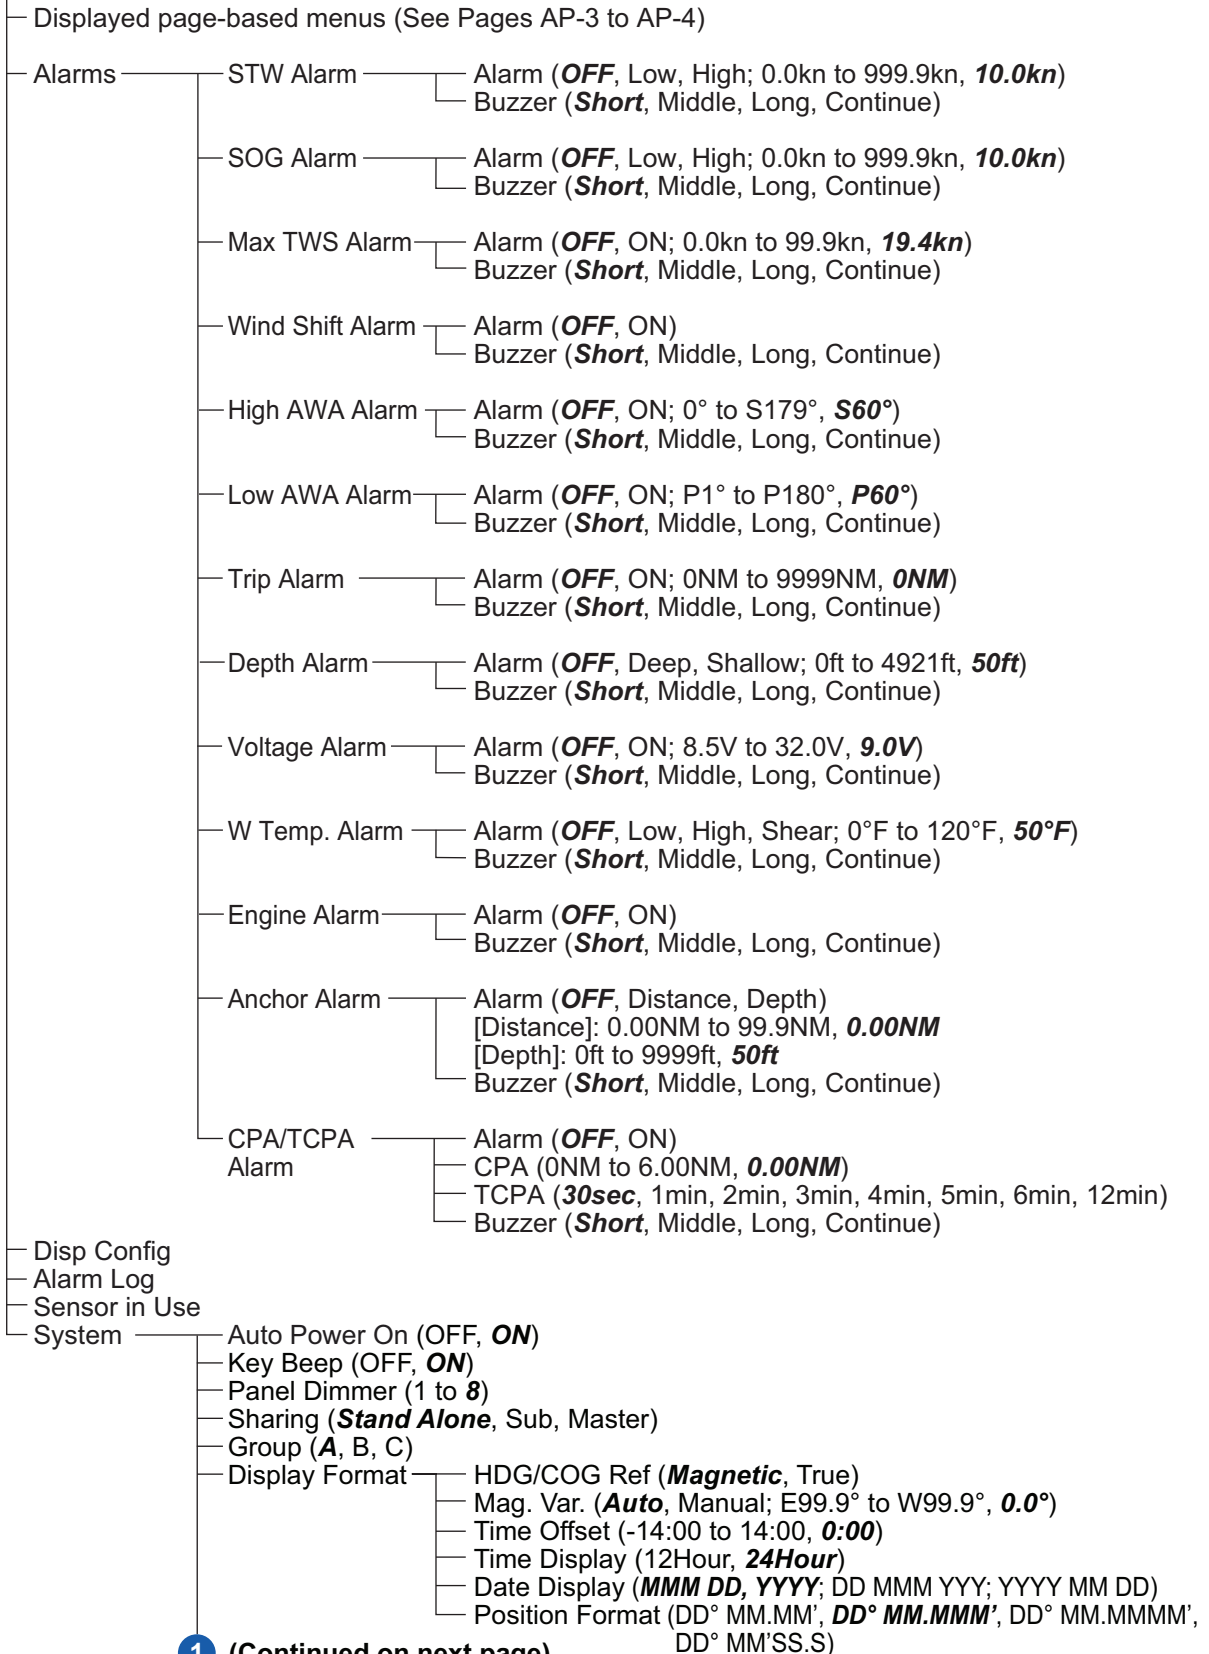 Displayed page-based menus (See Pages AP-3 to AP-4)
Alarms
STW Alarm
Alarm (OFF, Low, High; 0.0kn to 999.9kn, 10.0kn)
Buzzer (Short, Middle, Long, Continue)
SOG Alarm
Alarm (OFF, Low, High; 0.0kn to 999.9kn, 10.0kn)
Buzzer (Short, Middle, Long, Continue)
Max TWS Alarm
Alarm (OFF, ON; 0.0kn to 99.9kn, 19.4kn)
Buzzer (Short, Middle, Long, Continue)
Wind Shift Alarm
Alarm (OFF, ON)
Buzzer (Short, Middle, Long, Continue)
High AWA Alarm
Alarm (OFF, ON; 0° to S179°, S60°)
Buzzer (Short, Middle, Long, Continue)
Low AWA Alarm
Alarm (OFF, ON; P1° to P180°, P60°)
Buzzer (Short, Middle, Long, Continue)
Trip Alarm
Alarm (OFF, ON; 0NM to 9999NM, 0NM)
Buzzer (Short, Middle, Long, Continue)
Depth Alarm
Alarm (OFF, Deep, Shallow; 0ft to 4921ft, 50ft)
Buzzer (Short, Middle, Long, Continue)
Voltage Alarm
Alarm (OFF, ON; 8.5V to 32.0V, 9.0V)
Buzzer (Short, Middle, Long, Continue)
W Temp. Alarm
Alarm (OFF, Low, High, Shear; 0°F to 120°F, 50°F)
Buzzer (Short, Middle, Long, Continue)
Engine Alarm
Alarm (OFF, ON)
Buzzer (Short, Middle, Long, Continue)
Anchor Alarm
Alarm (OFF, Distance, Depth)
[Distance]: 0.00NM to 99.9NM, 0.00NM
[Depth]: 0ft to 9999ft, 50ft
Buzzer (Short, Middle, Long, Continue)
CPA/TCPA
Alarm
Alarm (OFF, ON)
CPA (0NM to 6.00NM, 0.00NM)
TCPA (30sec, 1min, 2min, 3min, 4min, 5min, 6min, 12min)
Buzzer (Short, Middle, Long, Continue)
Disp Config
Alarm Log
Sensor in Use
System
Auto Power On (OFF, ON)
Key Beep (OFF, ON)
Panel Dimmer (1 to 8)
Sharing (Stand Alone, Sub, Master)
Group (A, B, C)
Display Format
HDG/COG Ref (Magnetic, True)
Mag. Var. (Auto, Manual; E99.9° to W99.9°, 0.0°)
Time Offset (-14:00 to 14:00, 0:00)
Time Display (12Hour, 24Hour)
Date Display (MMM DD, YYYY; DD MMM YYY; YYYY MM DD)
Position Format (DD° MM.MM’, DD° MM.MMM’, DD° MM.MMMM’,
DD° MM’SS.S)
1 (Continued on next page)